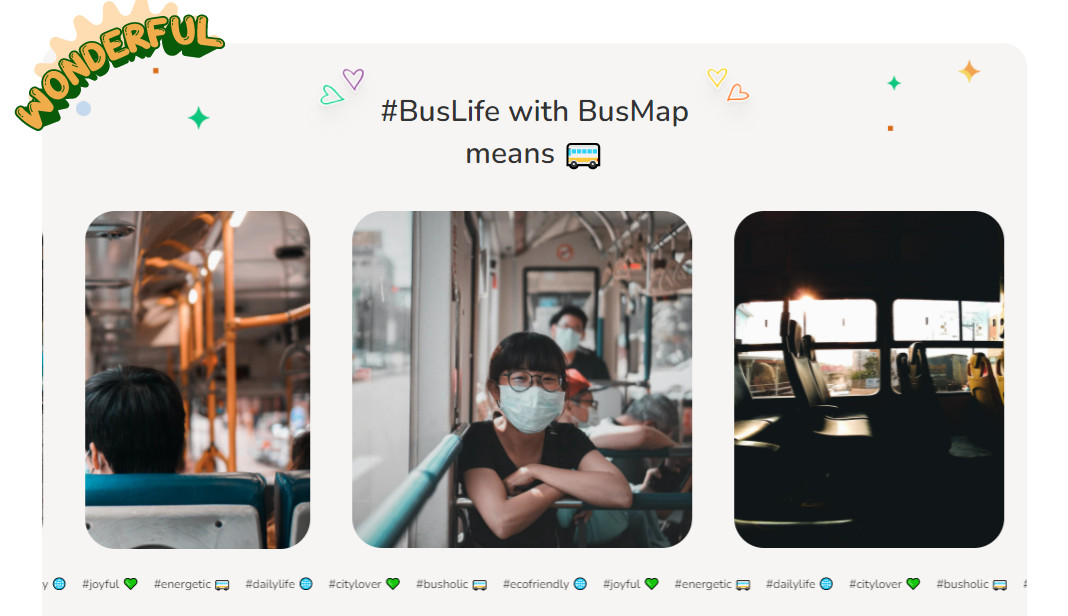 WONDERFUL
#BusLife with BusMap
means
y #joyful #energetic #dailylife #citylover #busholic #ecofriendly #joyful #energetic #dailylife #citylover #busholic #